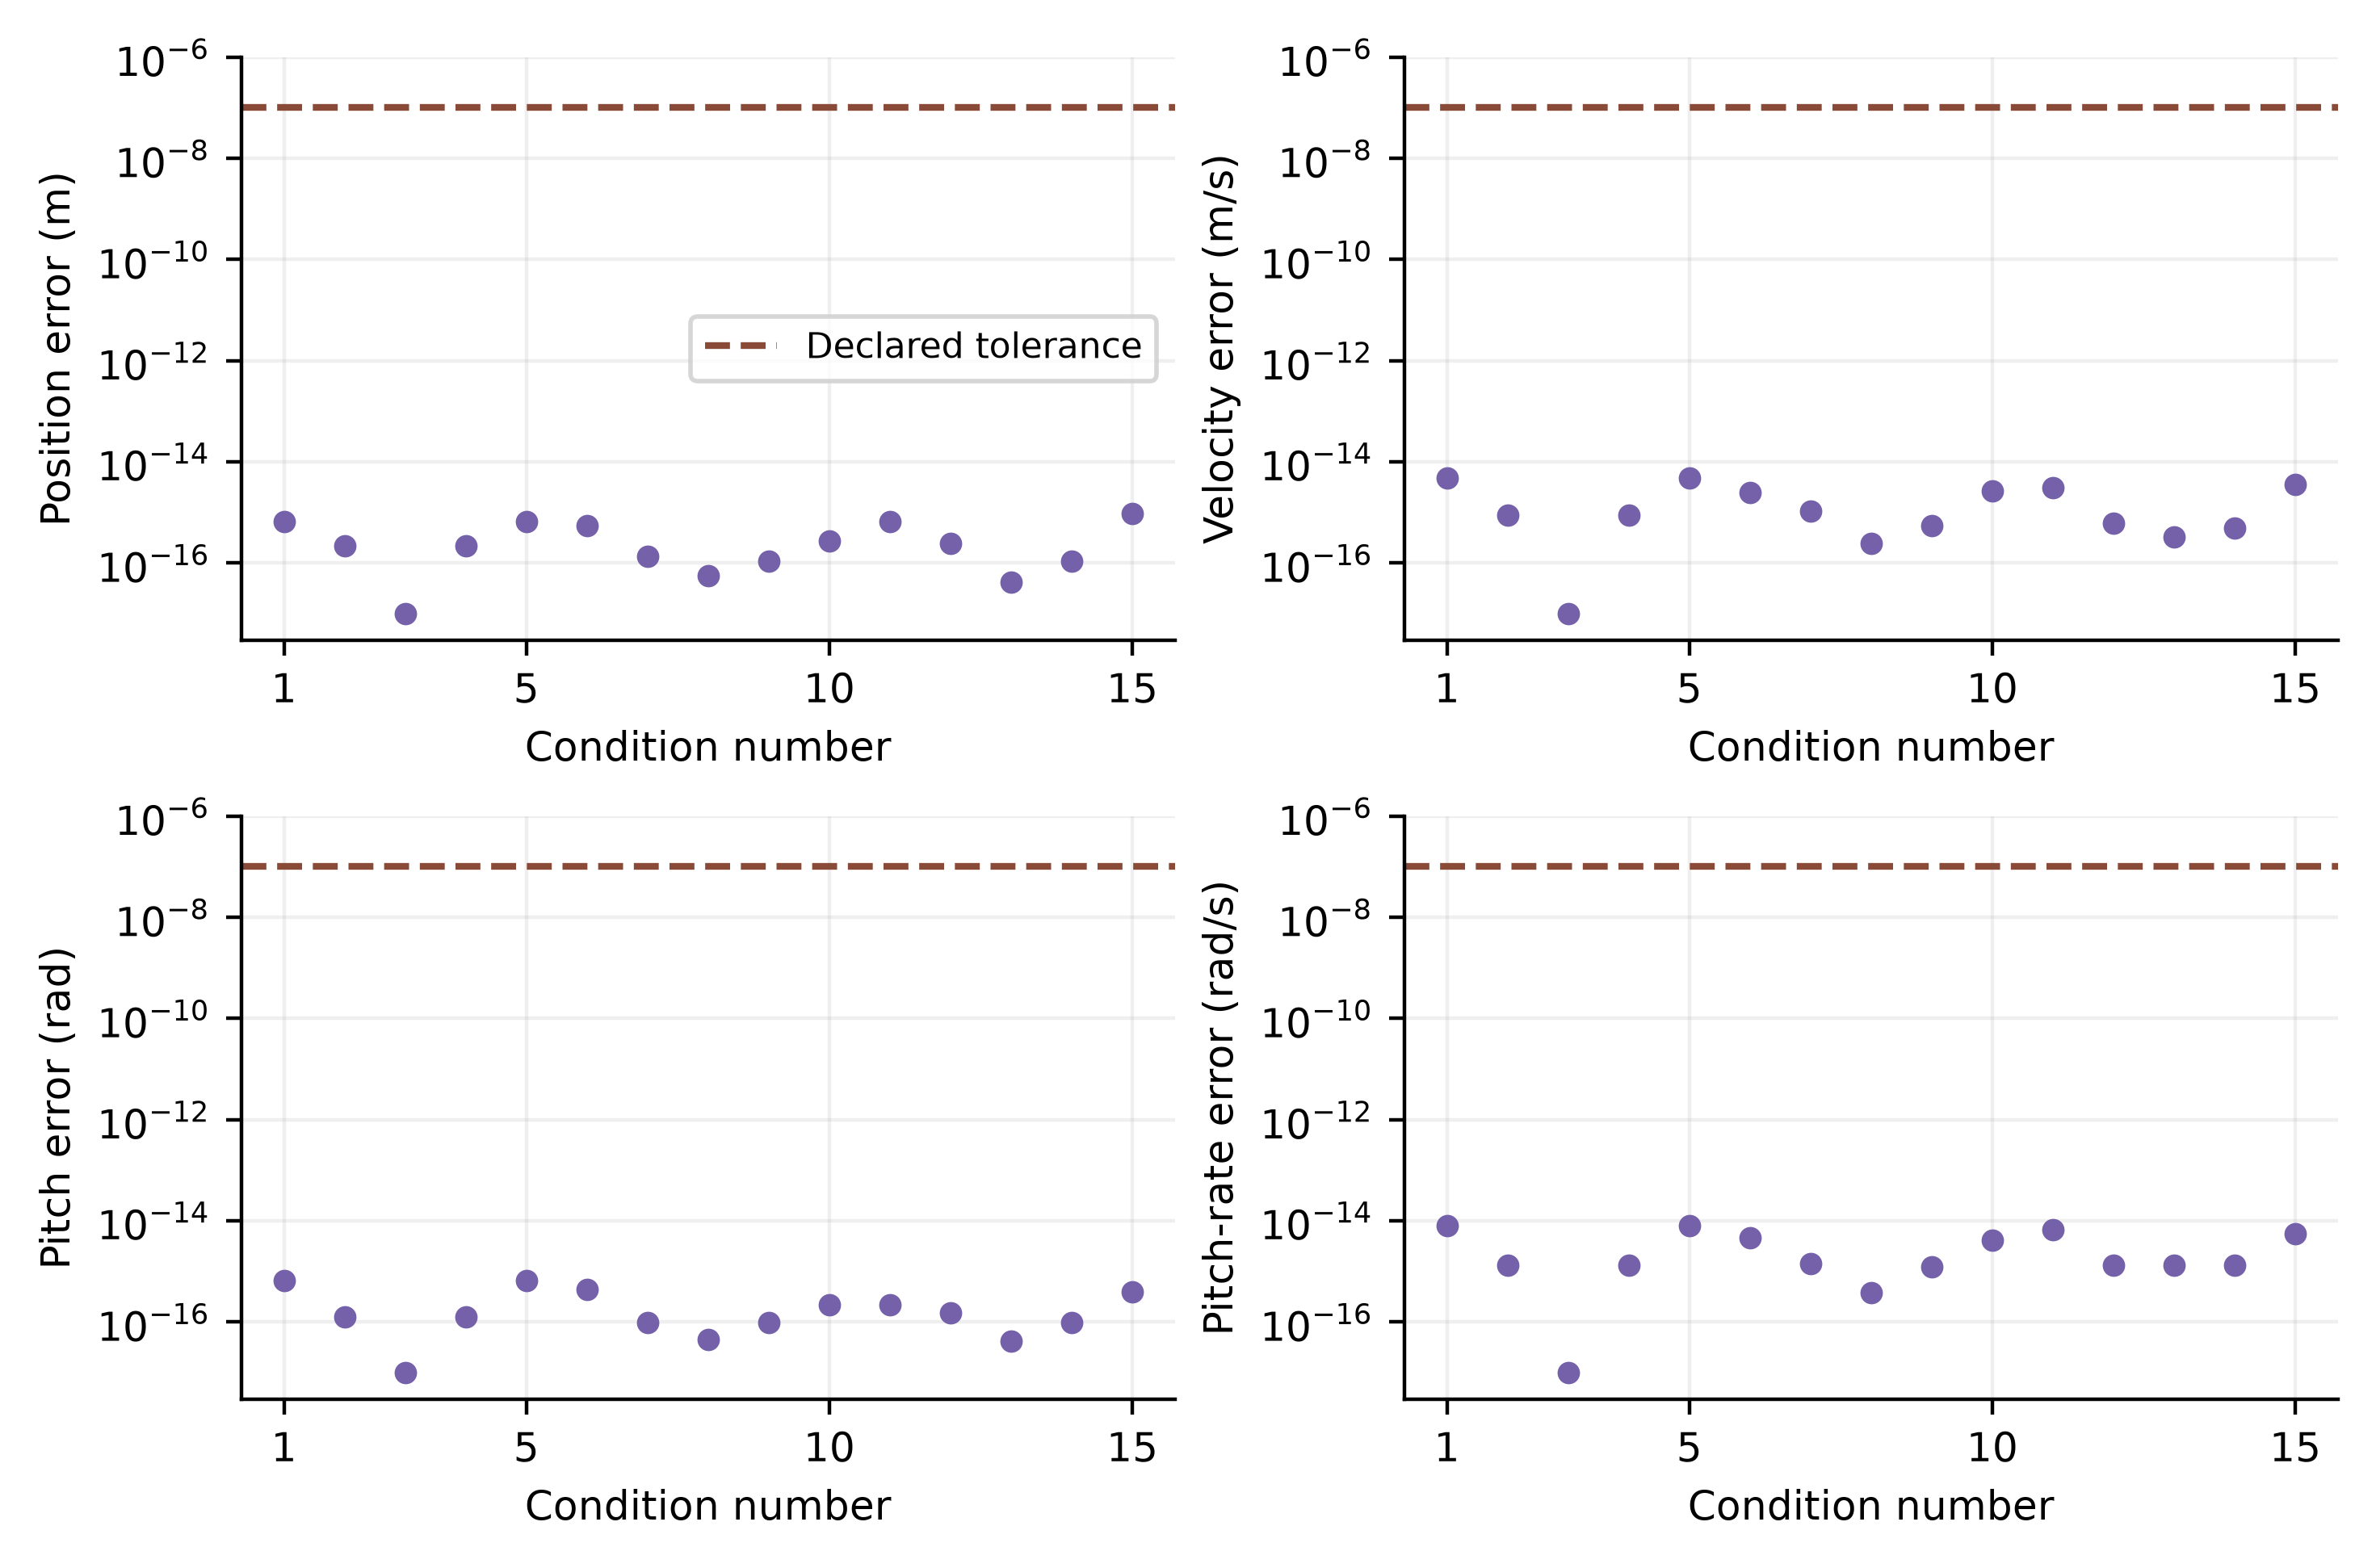 Position error (m)
10⁻⁶
10⁻⁸
10⁻¹⁰
10⁻¹²
10⁻¹⁴
10⁻¹⁶
Declared tolerance
1 5 10 15
Condition number
Velocity error (m/s)
10⁻⁶
10⁻⁸
10⁻¹⁰
10⁻¹²
10⁻¹⁴
10⁻¹⁶
1 5 10 15
Condition number
Pitch error (rad)
10⁻⁶
10⁻⁸
10⁻¹⁰
10⁻¹²
10⁻¹⁴
10⁻¹⁶
1 5 10 15
Condition number
Pitch-rate error (rad/s)
10⁻⁶
10⁻⁸
10⁻¹⁰
10⁻¹²
10⁻¹⁴
10⁻¹⁶
1 5 10 15
Condition number